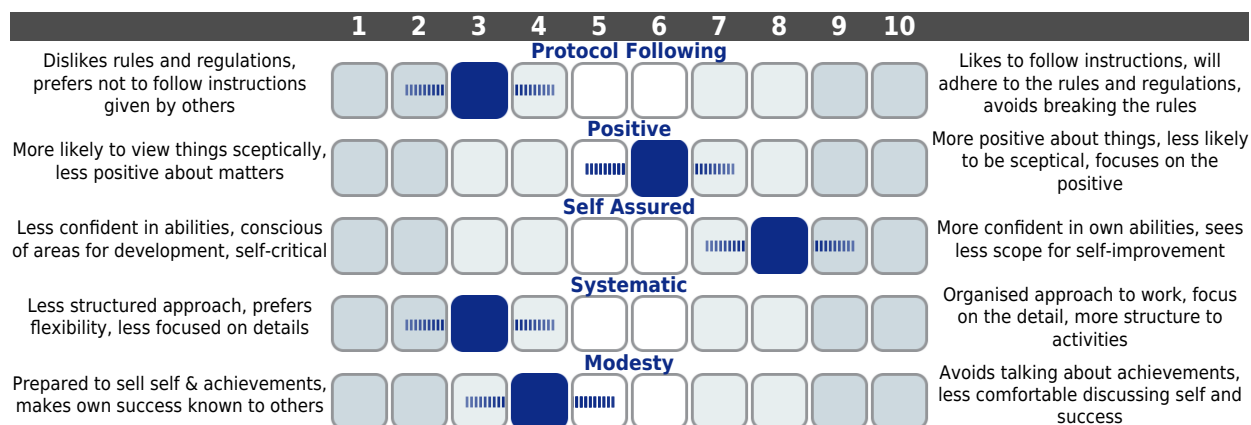 1 2 3 4 5 6 7 8 9 10
Protocol Following
Dislikes rules and regulations,
prefers not to follow instructions
given by others
Likes to follow instructions, will
adhere to the rules and regulations,
avoids breaking the rules
Positive
More likely to view things sceptically,
less positive about matters
More positive about things, less likely
to be sceptical, focuses on the
positive
Self Assured
Less confident in abilities, conscious
of areas for development, self-critical
More confident in own abilities, sees
less scope for self-improvement
Systematic
Less structured approach, prefers
flexibility, less focused on details
Organised approach to work, focus
on the detail, more structure to
activities
Modesty
Prepared to sell self & achievements,
makes own success known to others
Avoids talking about achievements,
less comfortable discussing self and
success